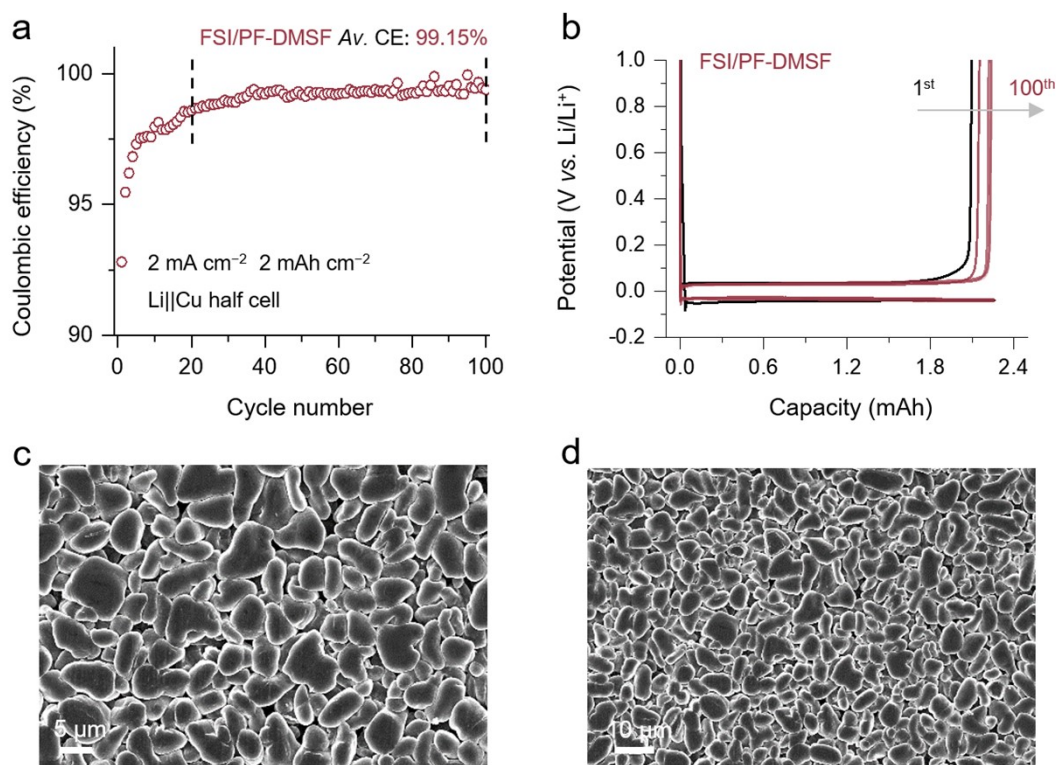 a
FSI/PF-DMSF Av. CE: 99.15%
100
95
90
Coulombic efficiency (%)
2 mA cm⁻² 2 mAh cm⁻²
Li||Cu half cell
0 20 40 60 80 100
Cycle number
b
FSI/PF-DMSF
1st 100th
1.0
0.8
0.6
0.4
0.2
0.0
-0.2
Potential (V vs. Li/Li⁺)
0.0 0.6 1.2 1.8 2.4
Capacity (mAh)
c
5 μm
d
10 μm